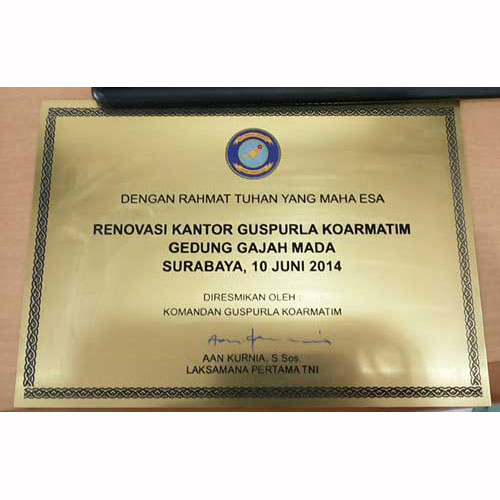 DENGAN RAHMAT TUHAN YANG MAHA ESA
RENOVASI KANTOR GUSPURLA KOARMATIM
GEDUNG GAJAH MADA
SURABAYA, 10 JUNI 2014
DIRESMIKAN OLEH :
KOMANDAN GUSPURLA KOARMATIM
AAN KURNIA, S.Sos.
LAKSAMANA PERTAMA TNI